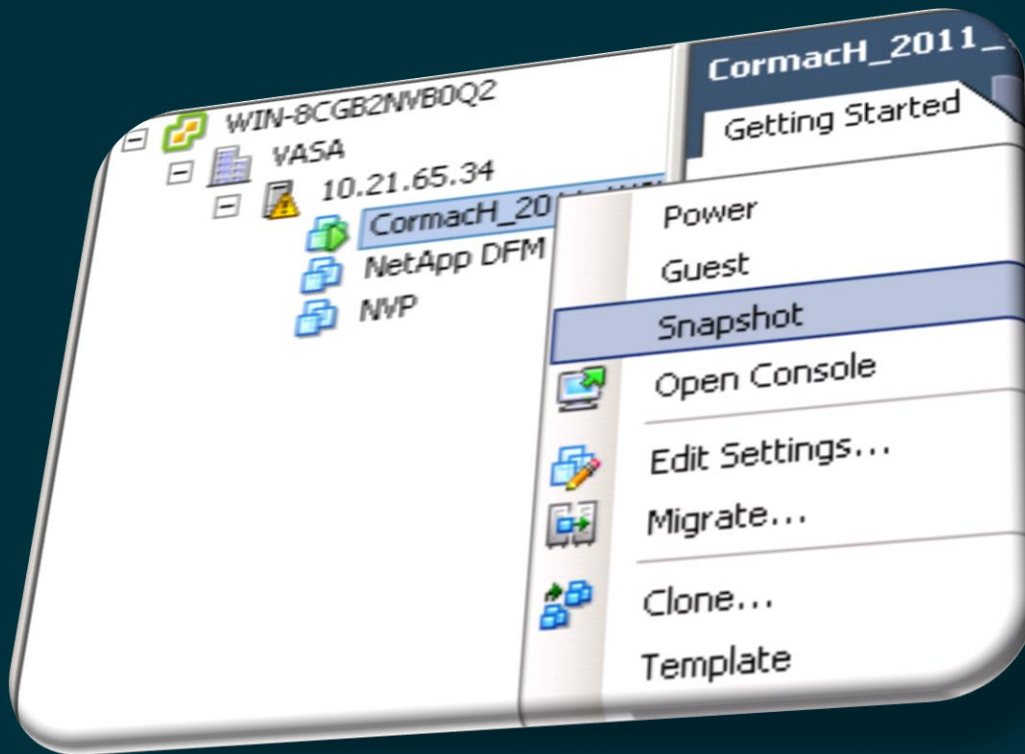 WIN-8CGB2NVB0Q2
VASA
10.21.65.34
CormacH_20
NetApp DFM
NVP
CormacH_2011_
Getting Started
Power
Guest
Snapshot
Open Console
Edit Settings...
Migrate...
Clone...
Template